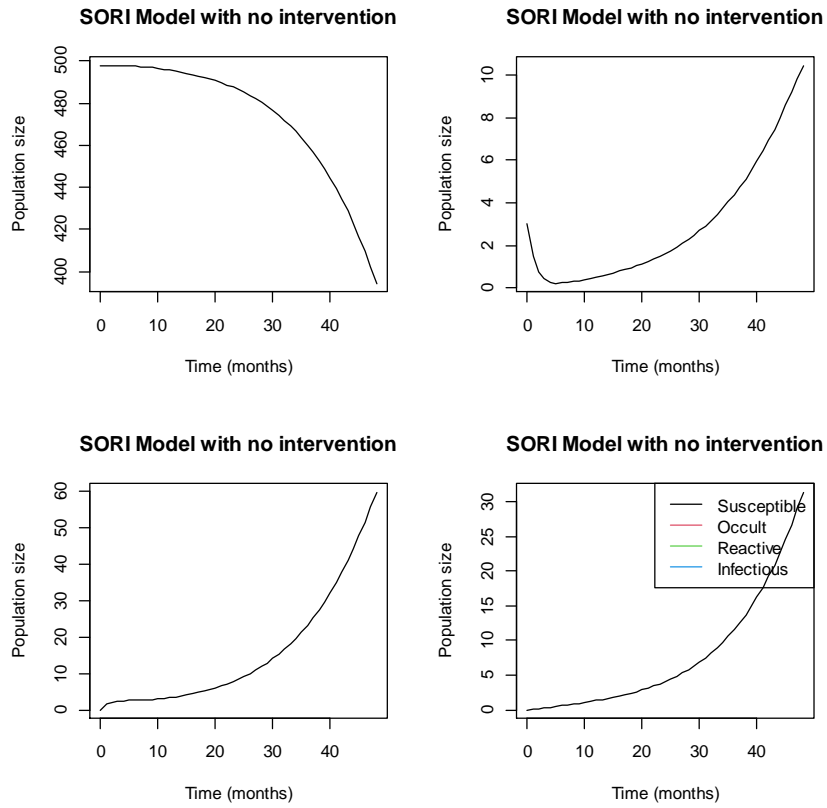 SORI Model with no intervention
Population size
500
480
460
440
420
400
0 10 20 30 40
Time (months)
SORI Model with no intervention
Population size
10
8
6
4
2
0
0 10 20 30 40
Time (months)
SORI Model with no intervention
Population size
60
50
40
30
20
10
0
0 10 20 30 40
Time (months)
SORI Model with no intervention
Population size
30
25
20
15
10
5
0
Susceptible
Occult
Reactive
Infectious
0 10 20 30 40
Time (months)